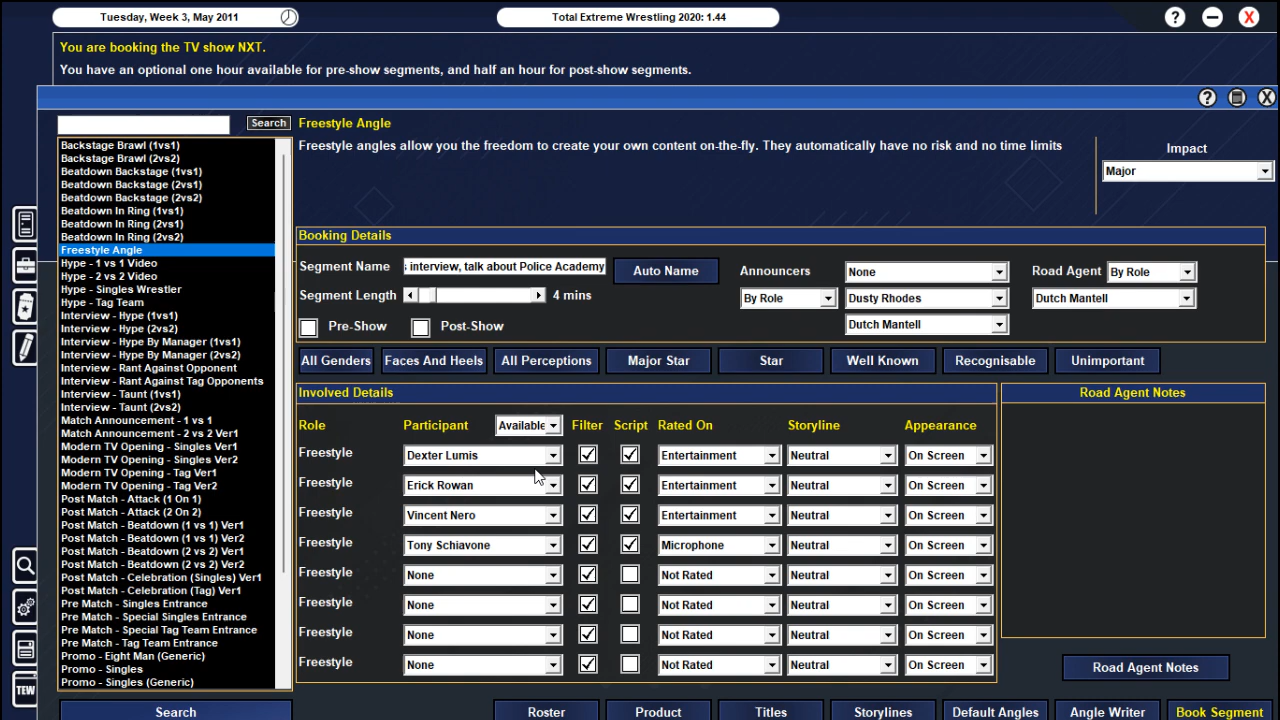 Tuesday, Week 3, May 2011
Total Extreme Wrestling 2020: 1.44
?
X
You are booking the TV show NXT.
You have an optional one hour available for pre-show segments, and half an hour for post-show segments.
?
X
Search
Freestyle Angle
Freestyle angles allow you the freedom to create your own content on-the-fly. They automatically have no risk and no time limits
Impact
Major
Backstage Brawl (1vs1)
Backstage Brawl (2vs2)
Beatdown Backstage (1vs1)
Beatdown Backstage (2vs1)
Beatdown Backstage (2vs2)
Beatdown In Ring (1vs1)
Beatdown In Ring (2vs1)
Beatdown In Ring (2vs2)
Freestyle Angle
Hype - 1 vs 1 Video
Hype - 2 vs 2 Video
Hype - Singles Wrestler
Hype - Tag Team
Interview - Hype (1vs1)
Interview - Hype (2vs2)
Interview - Hype By Manager (1vs1)
Interview - Hype By Manager (2vs2)
Interview - Rant Against Opponent
Interview - Rant Against Tag Opponents
Interview - Taunt (1vs1)
Interview - Taunt (2vs2)
Match Announcement - 1 vs 1
Match Announcement - 2 vs 2 Ver1
Modern TV Opening - Singles Ver1
Modern TV Opening - Singles Ver2
Modern TV Opening - Tag Ver1
Modern TV Opening - Tag Ver2
Post Match - Attack (1 On 1)
Post Match - Attack (2 On 2)
Post Match - Beatdown (1 vs 1) Ver1
Post Match - Beatdown (1 vs 1) Ver2
Post Match - Beatdown (2 vs 2) Ver1
Post Match - Beatdown (2 vs 2) Ver2
Post Match - Celebration (Singles) Ver1
Post Match - Celebration (Tag) Ver1
Pre Match - Singles Entrance
Pre Match - Special Singles Entrance
Pre Match - Special Tag Team Entrance
Pre Match - Tag Team Entrance
Promo - Eight Man (Generic)
Promo - Singles
Promo - Singles (Generic)
Search
Booking Details
Segment Name
s interview, talk about Police Academy
Auto Name
Announcers
None
Road Agent
By Role
Segment Length
4 mins
By Role
Dusty Rhodes
Dutch Mantell
Pre-Show
Post-Show
Dutch Mantell
All Genders
Faces And Heels
All Perceptions
Major Star
Star
Well Known
Recognisable
Unimportant
Involved Details
Road Agent Notes
Role Participant Available Filter Script Rated On Storyline Appearance
Freestyle Dexter Lumis Entertainment Neutral On Screen
Freestyle Erick Rowan Entertainment Neutral On Screen
Freestyle Vincent Nero Entertainment Neutral On Screen
Freestyle Tony Schiavone Microphone Neutral On Screen
Freestyle None Not Rated Neutral On Screen
Freestyle None Not Rated Neutral On Screen
Freestyle None Not Rated Neutral On Screen
Freestyle None Not Rated Neutral On Screen
Road Agent Notes
TEW
Roster
Product
Titles
Storylines
Default Angles
Angle Writer
Book Segment